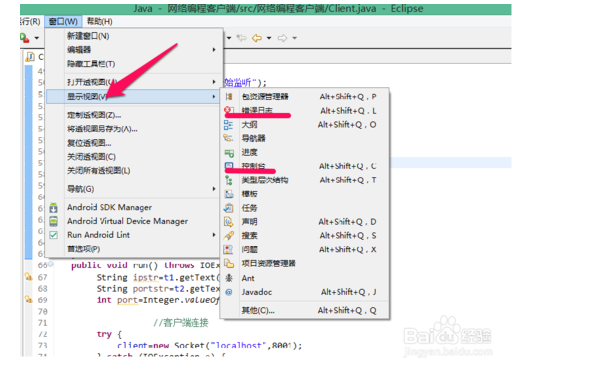 Java - 网络编程客户端/src/网络编程客户端/Client.java - Eclipse
行(R) 窗口(W) 帮助(H)
新建窗口(N)
编辑器
隐藏工具栏(T)
打开透视图(O)
显示视图(V)
定制透视图(Z)...
将透视图另存为(A)...
复位透视图...
关闭透视图(C)
关闭所有透视图(L)
导航(G)
Android SDK Manager
Android Virtual Device Manager
Run Android Lint
首选项(P)
始监听");
包资源管理器 Alt+Shift+Q, P
错误日志 Alt+Shift+Q, L
大纲 Alt+Shift+Q, O
导航器
进度
控制台 Alt+Shift+Q, C
类型层次结构 Alt+Shift+Q, T
模板
任务
声明 Alt+Shift+Q, D
搜索 Alt+Shift+Q, S
问题 Alt+Shift+Q, X
项目资源管理器
Ant
Javadoc Alt+Shift+Q, J
其他(C)... Alt+Shift+Q, Q
66 public void run() throws IOEx
67 String ipstr=t1.getText(
68 String portstr=t2.getTex
69 int port=Integer.valueOf
70
71 //客户端连接
72 try {
73 client=new Socket("localhost",8001);
74 } catch (IOException e) {
Baidu 经验
jingyan.baidu.com